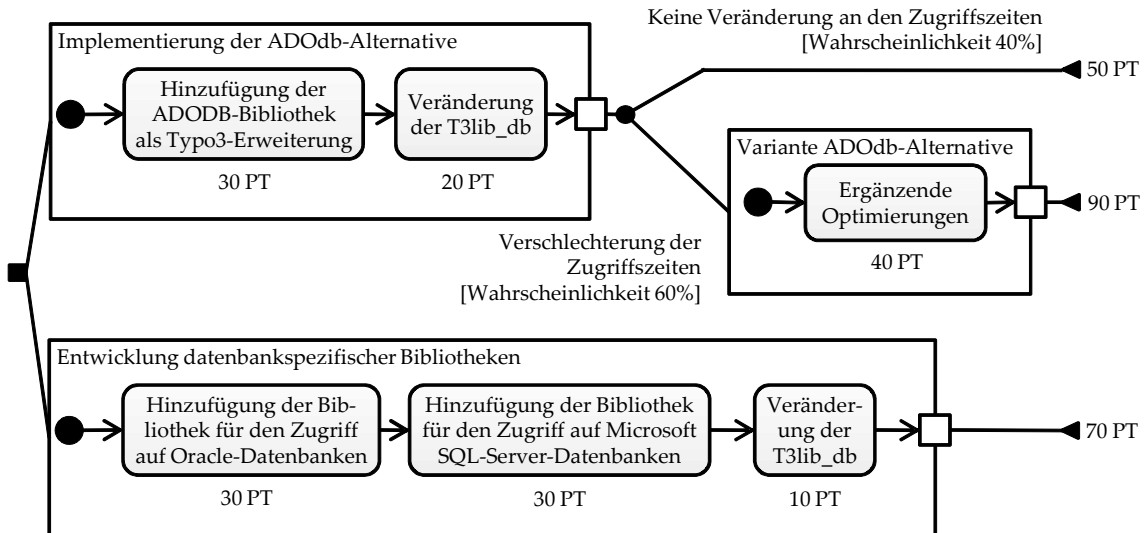 Keine Veränderung an den Zugriffszeiten
[Wahrscheinlichkeit 40%]
Implementierung der ADOdb-Alternative
50 PT
Hinzufügung der
ADODB-Bibliothek
als Typo3-Erweiterung
Veränderung
der T3lib_db
30 PT
20 PT
Variante ADOdb-Alternative
Ergänzende
Optimierungen
90 PT
40 PT
Verschlechterung der
Zugriffszeiten
[Wahrscheinlichkeit 60%]
Entwicklung datenbankspezifischer Bibliotheken
Hinzufügung der Bib-
liothek für den Zugriff
auf Oracle-Datenbanken
Hinzufügung der Bibliothek
für den Zugriff auf Microsoft
SQL-Server-Datenbanken
Veränder-
ung der
T3lib_db
70 PT
30 PT
30 PT
10 PT